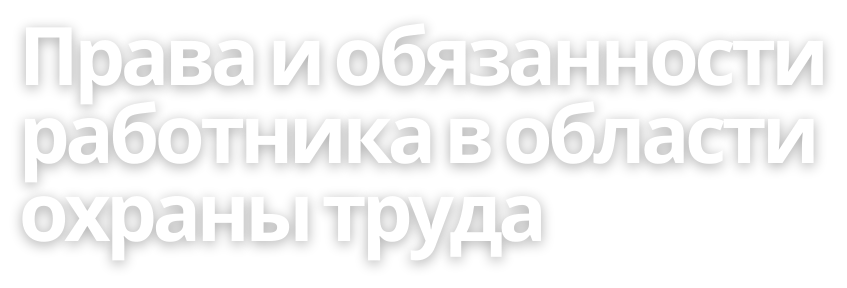 Права и обязанности
работника в области
охраны труда